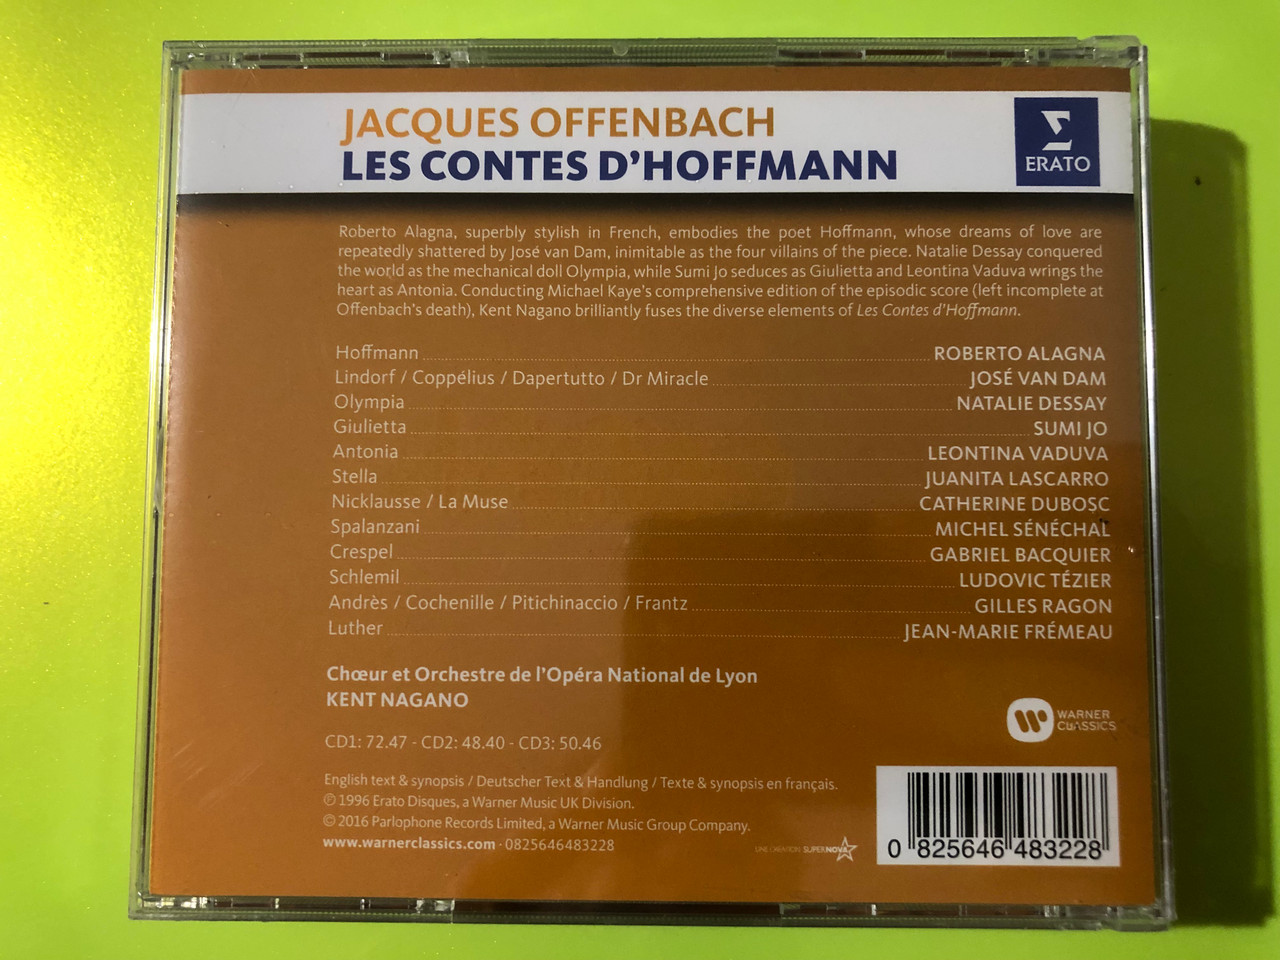 JACQUES OFFENBACH
LES CONTES D'HOFFMANN
ERATO
Roberto Alagna, superbly stylish in French, embodies the poet Hoffmann, whose dreams of love are
repeatedly shattered by José van Dam, inimitable as the four villains of the piece. Natalie Dessay conquered
the world as the mechanical doll Olympia, while Sumi Jo seduces as Giulietta and Leontina Vaduva wrings the
heart as Antonia. Conducting Michael Kaye's comprehensive edition of the episodic score (left incomplete at
Offenbach's death), Kent Nagano brilliantly fuses the diverse elements of Les Contes d'Hoffmann.
Hoffmann ROBERTO ALAGNA
Lindorf / Coppélius / Dapertutto / Dr Miracle JOSÉ VAN DAM
Olympia NATALIE DESSAY
Giulietta SUMI JO
Antonia LEONTINA VADUVA
Stella JUANITA LASCARRO
Nicklausse / La Muse CATHERINE DUBOSC
Spalanzani MICHEL SÉNÉCHAL
Crespel GABRIEL BACQUIER
Schlemil LUDOVIC TÉZIER
Andrès / Cochenille / Pitichinaccio / Frantz GILLES RAGON
Luther JEAN-MARIE FRÉMEAU
Chœur et Orchestre de l'Opéra National de Lyon
KENT NAGANO
WARNER
CLASSICS
CD1: 72.47 - CD2: 48.40 - CD3: 50.46
English text & synopsis / Deutscher Text & Handlung / Texte & synopsis en français.
℗ 1996 Erato Disques, a Warner Music UK Division.
© 2016 Parlophone Records Limited, a Warner Music Group Company.
www.warnerclassics.com · 0825646483228
UNE CRÉATION SUPERNOVA
0 825646 483228